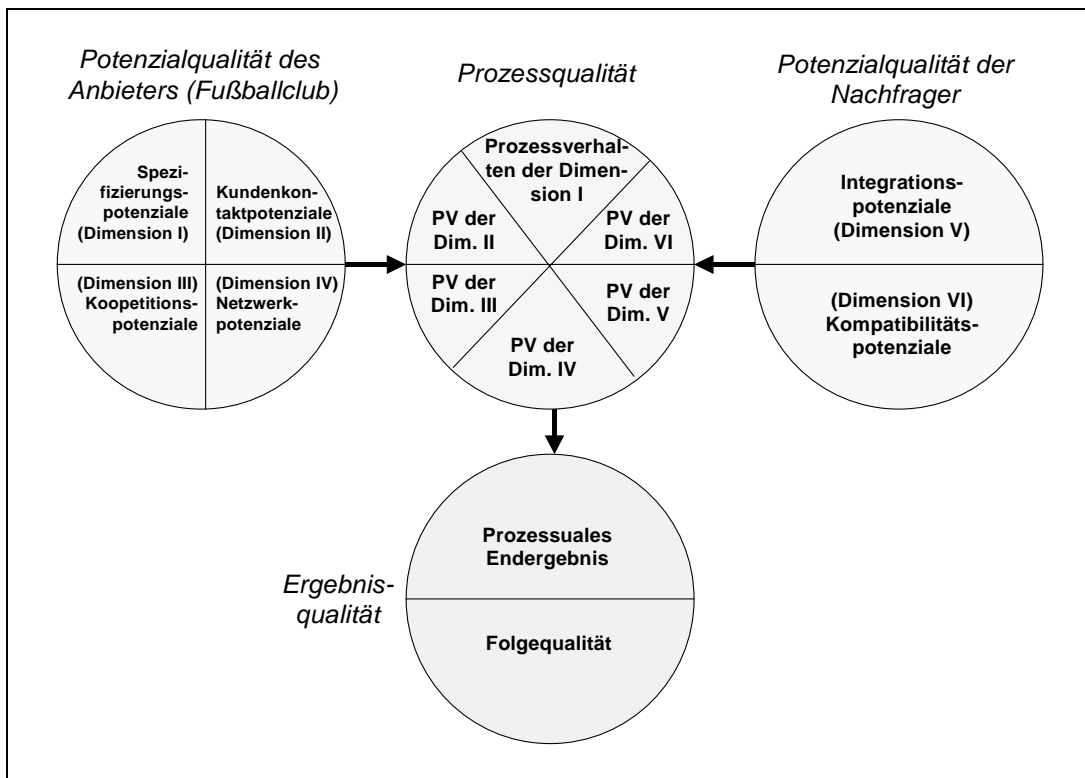 Potenzialqualität des
Anbieters (Fußballclub)
Spezi-
fizierungs-
potenziale
(Dimension I)
Kundenkon-
taktpotenziale
(Dimension II)
(Dimension III)
Koopetitions-
potenziale
(Dimension IV)
Netzwerk-
potenziale
Prozessqualität
Prozessverhal-
ten der Dimen-
sion I
PV der
Dim. II
PV der
Dim. VI
PV der
Dim. III
PV der
Dim. V
PV der
Dim. IV
Potenzialqualität der
Nachfrager
Integrations-
potenziale
(Dimension V)
(Dimension VI)
Kompatibilitäts-
potenziale
Ergebnis-
qualität
Prozessuales
Endergebnis
Folgequalität